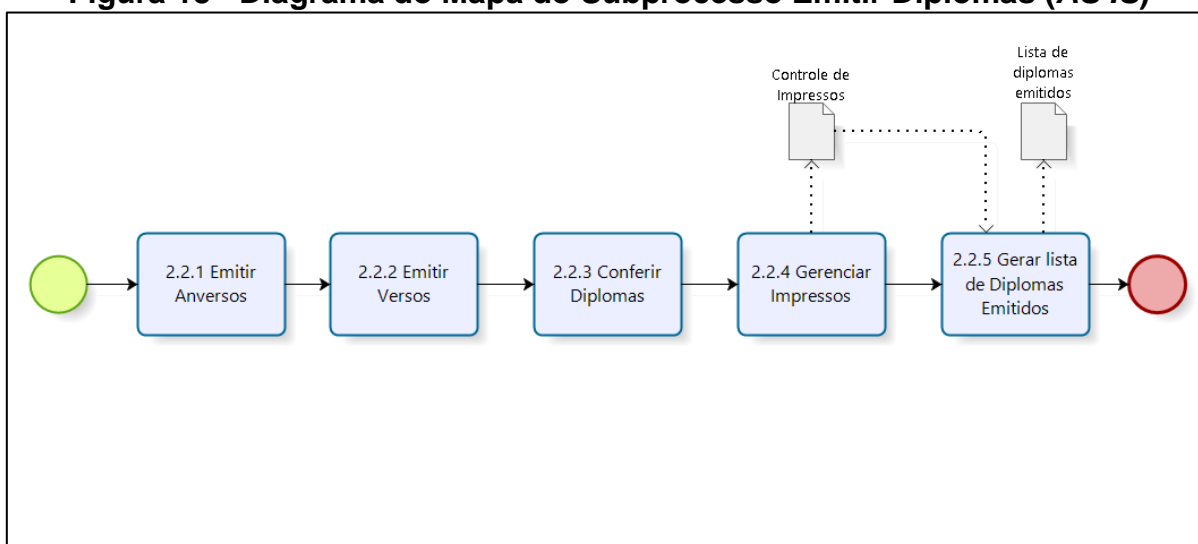 Figura 18 - Diagrama do Mapa do Subprocesso Emitir Diplomas (AS-IS)
Controle de
Impressos
Lista de
diplomas
emitidos
2.2.1 Emitir
Anversos
2.2.2 Emitir
Versos
2.2.3 Conferir
Diplomas
2.2.4 Gerenciar
Impressos
2.2.5 Gerar lista
de Diplomas
Emitidos